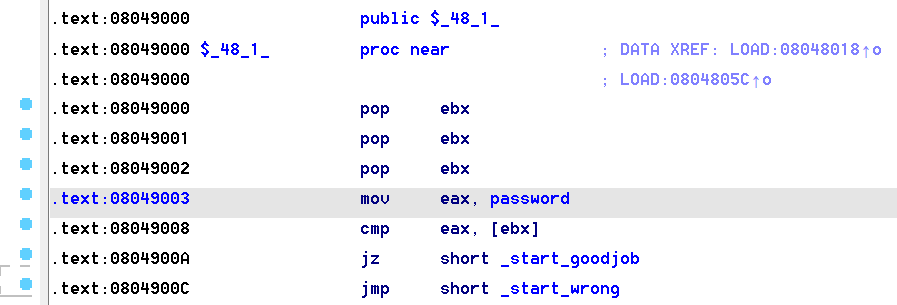 .text:08049000 public $_48_1_
.text:08049000 $_48_1_ proc near ; DATA XREF: LOAD:08048018↑o
.text:08049000 ; LOAD:0804805C↑o
.text:08049000 pop ebx
.text:08049001 pop ebx
.text:08049002 pop ebx
.text:08049003 mov eax, password
.text:08049008 cmp eax, [ebx]
.text:0804900A jz short _start_goodjob
.text:0804900C jmp short _start_wrong